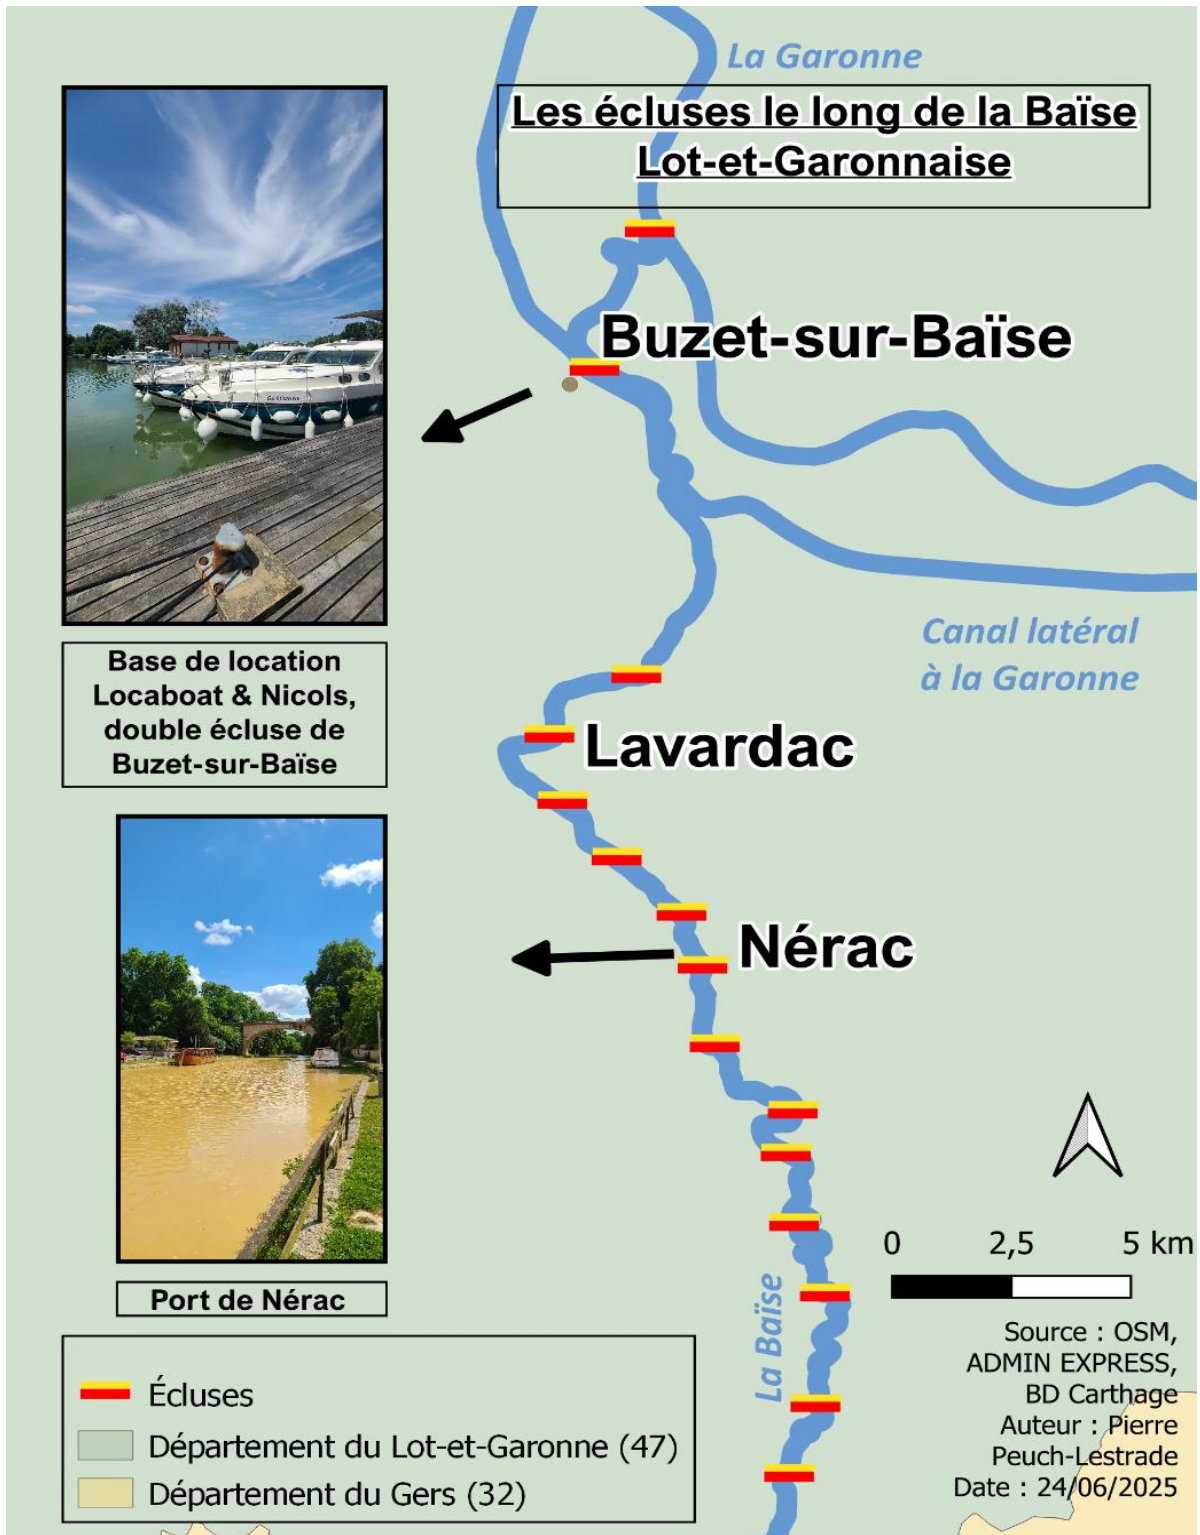 La Garonne
Les écluses le long de la Baïse
Lot-et-Garonnaise
Buzet-sur-Baïse
Canal latéral
à la Garonne
Base de location
Locaboat & Nicols,
double écluse de
Buzet-sur-Baïse
Lavardac
Nérac
Port de Nérac
La Baïse
0 2,5 5 km
Source : OSM,
ADMIN EXPRESS,
BD Carthage
Auteur : Pierre
Peuch-Lestrade
Date : 24/06/2025
Écluses
Département du Lot-et-Garonne (47)
Département du Gers (32)